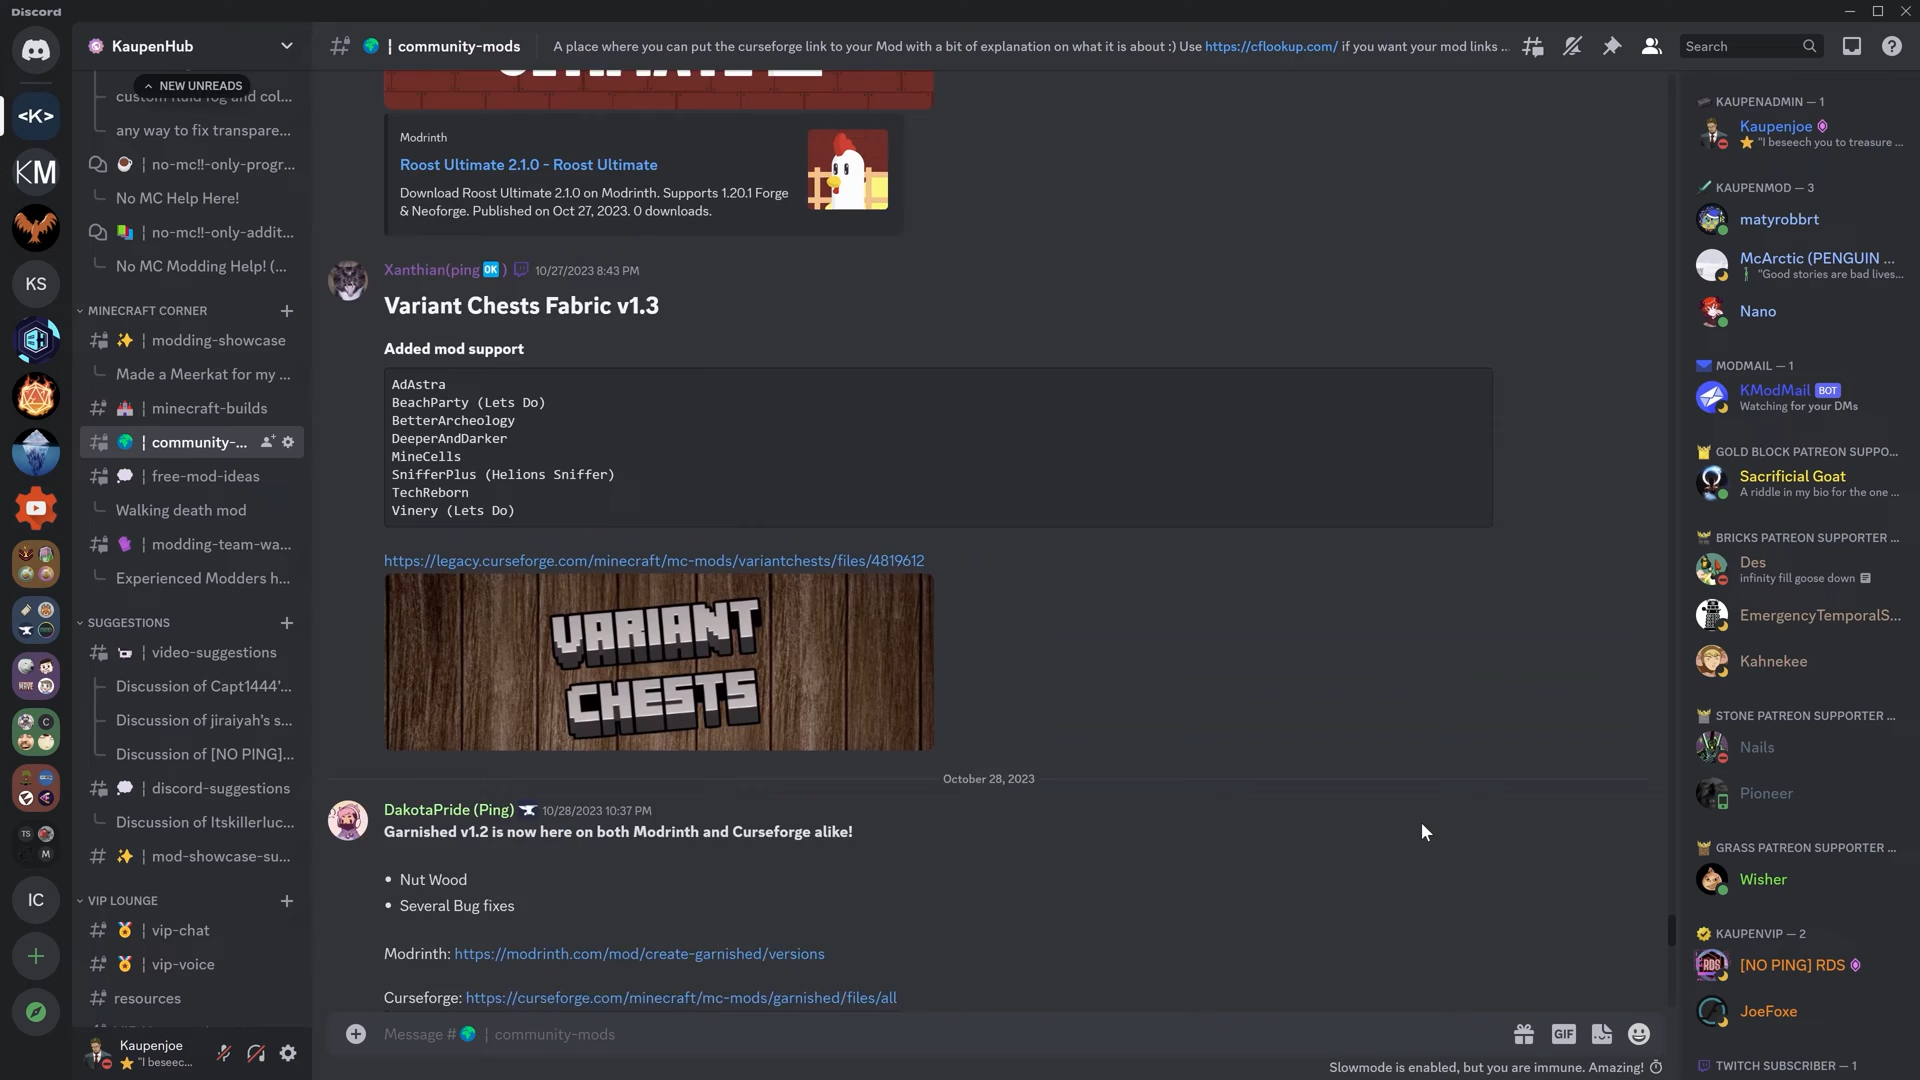 Discord
KaupenHub
NEW UNREADS
custom fluid fog and col...
any way to fix transpare...
| no-mc!!-only-progr...
No MC Help Here!
| no-mc!!-only-addit...
No MC Modding Help! (...
MINECRAFT CORNER
| modding-showcase
Made a Meerkat for my ...
| minecraft-builds
| community-...
| free-mod-ideas
Walking death mod
| modding-team-wa...
Experienced Modders h...
SUGGESTIONS
| video-suggestions
Discussion of Capt1444'...
Discussion of jiraiyah's s...
Discussion of [NO PING]...
| discord-suggestions
Discussion of Itskillerluc...
| mod-showcase-su...
VIP LOUNGE
| vip-chat
| vip-voice
resources
Kaupenjoe
"I beseec...
<K>
KM
KS
TS
M
C
IC
| community-mods
A place where you can put the curseforge link to your Mod with a bit of explanation on what it is about :) Use https://cflookup.com/ if you want your mod links ...
Search
Modrinth
Roost Ultimate 2.1.0 - Roost Ultimate
Download Roost Ultimate 2.1.0 on Modrinth. Supports 1.20.1 Forge
& Neoforge. Published on Oct 27, 2023. 0 downloads.
Xanthian(ping OK ) 10/27/2023 8:43 PM
Variant Chests Fabric v1.3
Added mod support
AdAstra
BeachParty (Lets Do)
BetterArcheology
DeeperAndDarker
MineCells
SnifferPlus (Helions Sniffer)
TechReborn
Vinery (Lets Do)
https://legacy.curseforge.com/minecraft/mc-mods/variantchests/files/4819612
VARIANT
CHESTS
October 28, 2023
DakotaPride (Ping) 10/28/2023 10:37 PM
Garnished v1.2 is now here on both Modrinth and Curseforge alike!
• Nut Wood
• Several Bug fixes
Modrinth: https://modrinth.com/mod/create-garnished/versions
Curseforge: https://curseforge.com/minecraft/mc-mods/garnished/files/all
Message # | community-mods
GIF
Slowmode is enabled, but you are immune. Amazing!
KAUPENADMIN — 1
Kaupenjoe
"I beseech you to treasure ...
KAUPENMOD — 3
matyrobbrt
McArctic (PENGUIN ...
"Good stories are bad lives...
Nano
MODMAIL — 1
KModMail BOT
Watching for your DMs
GOLD BLOCK PATREON SUPPO...
Sacrificial Goat
A riddle in my bio for the one ...
BRICKS PATREON SUPPORTER ...
Des
infinity fill goose down
EmergencyTemporalS...
Kahnekee
STONE PATREON SUPPORTER ...
Nails
Pioneer
GRASS PATREON SUPPORTER ...
Wisher
KAUPENVIP — 2
[NO PING] RDS
JoeFoxe
TWITCH SUBSCRIBER — 1